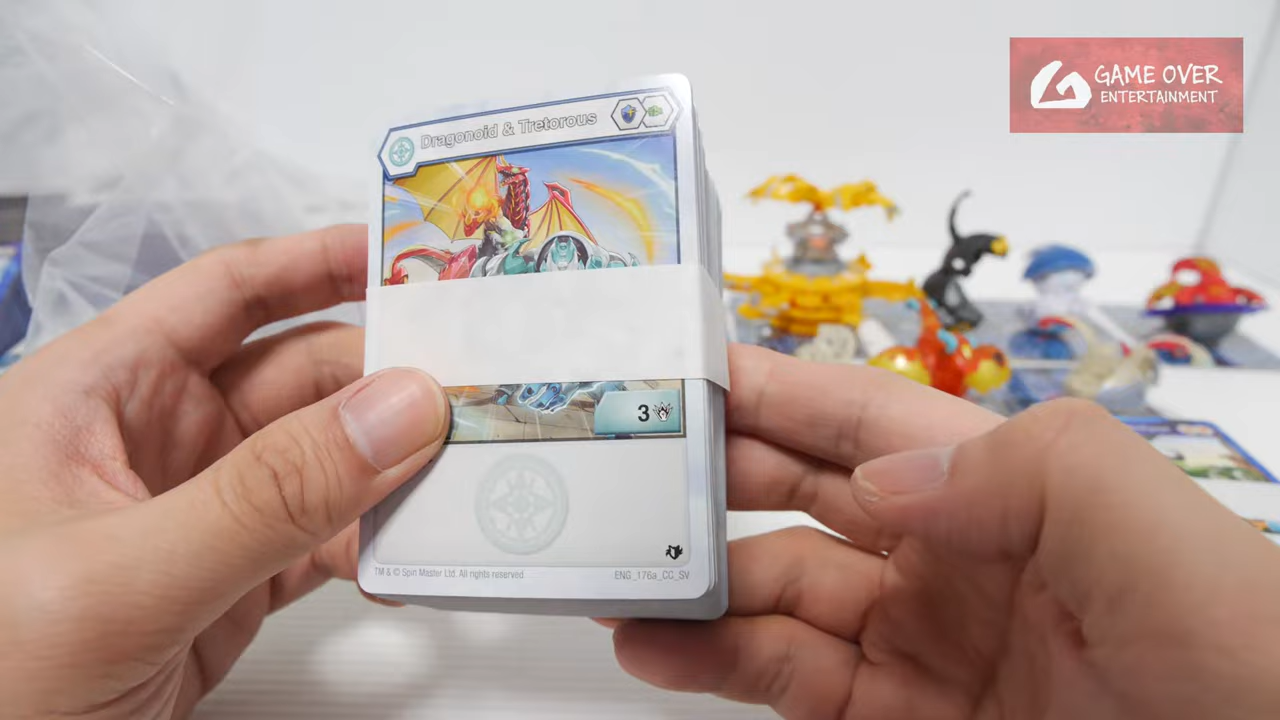 GAME OVER
ENTERTAINMENT
Dragonoid & Tretorous
3
TM & © Spin Master Ltd. All rights reserved.
ENG_176a_CC_SV